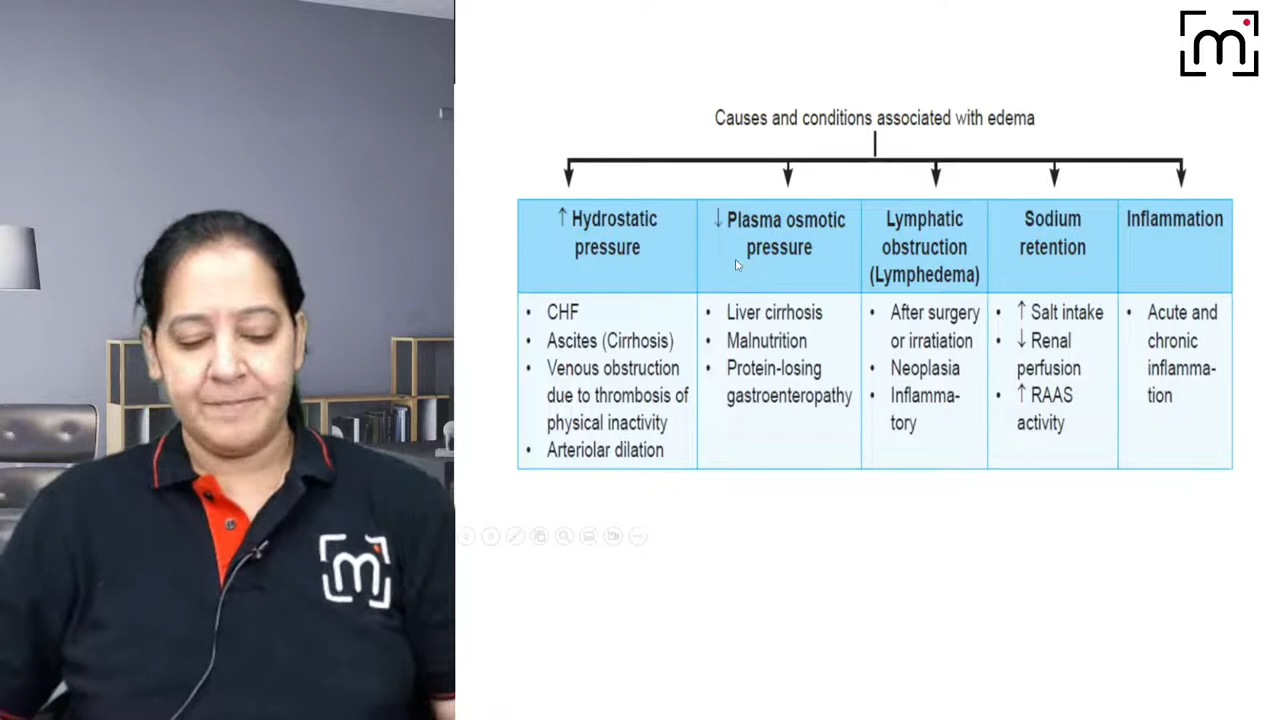 m
Causes and conditions associated with edema
↑ Hydrostatic
pressure
↓ Plasma osmotic
pressure
Lymphatic
obstruction
(Lymphedema)
Sodium
retention
Inflammation
• CHF
• Ascites (Cirrhosis)
• Venous obstruction
due to thrombosis of
physical inactivity
• Arteriolar dilation
• Liver cirrhosis
• Malnutrition
• Protein-losing
gastroenteropathy
• After surgery
or irratiation
• Neoplasia
• Inflamma-
tory
• ↑ Salt intake
• ↓ Renal
perfusion
• ↑ RAAS
activity
• Acute and
chronic
inflamma-
tion
m